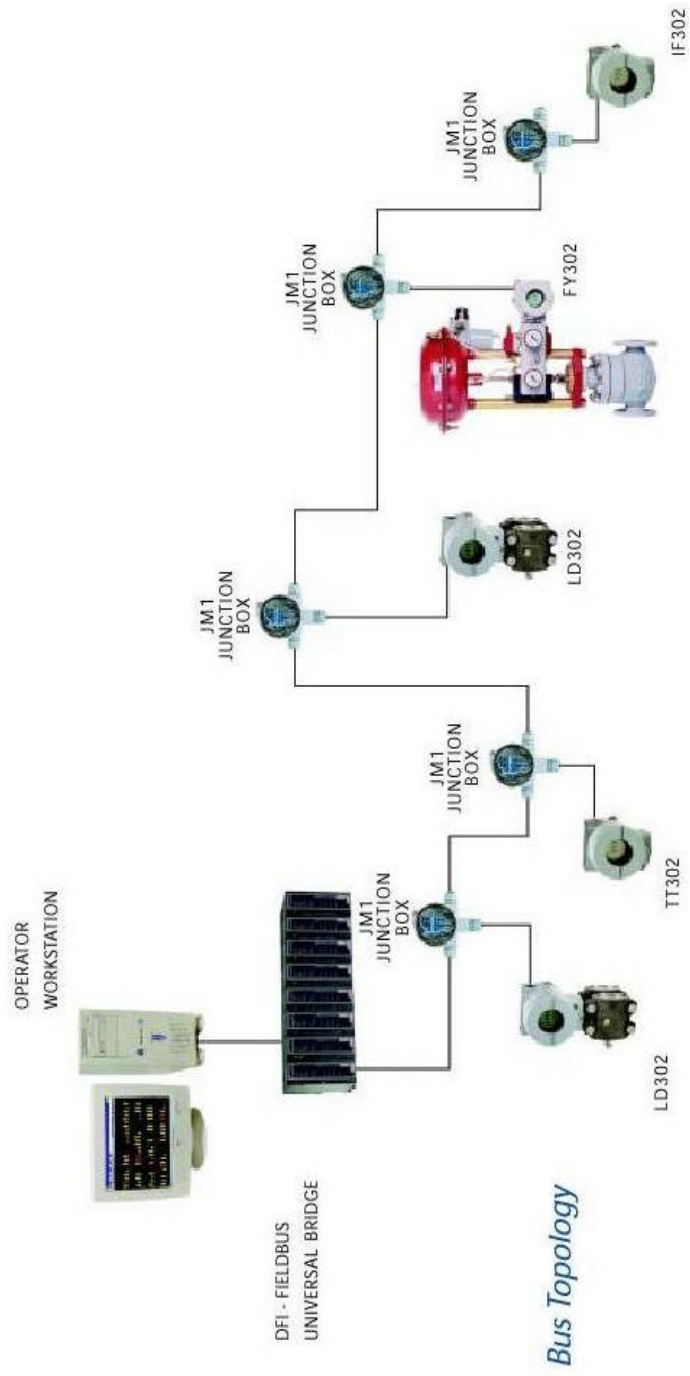 OPERATOR
WORKSTATION
DFI - FIELDBUS
UNIVERSAL BRIDGE
JM1
JUNCTION
BOX
JM1
JUNCTION
BOX
JM1
JUNCTION
BOX
JM1
JUNCTION
BOX
JM1
JUNCTION
BOX
LD302
TT302
LD302
FY302
IF302
Bus Topology